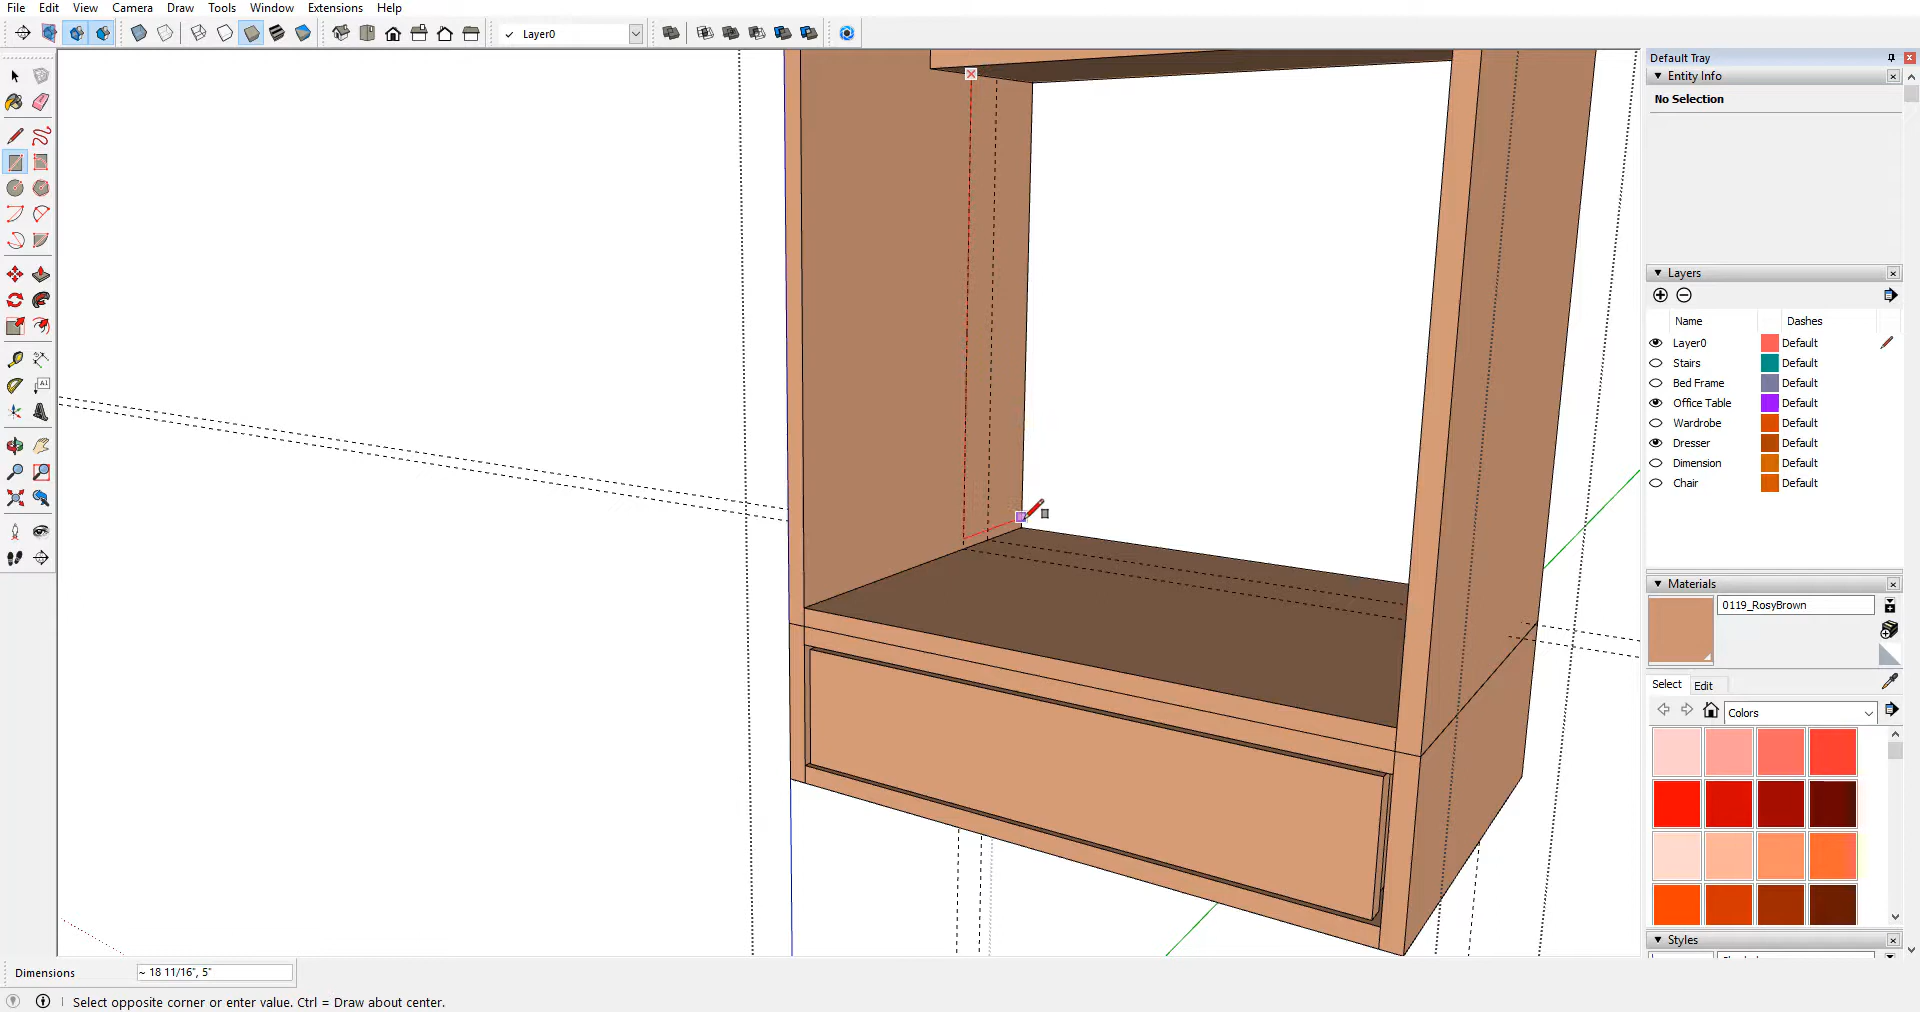 File Edit View Camera Draw Tools Window Extensions Help
Layer0
Default Tray
Entity Info
No Selection
Layers
Name Dashes
Layer0 Default
Stairs Default
Bed Frame Default
Office Table Default
Wardrobe Default
Dresser Default
Dimension Default
Chair Default
Materials
0119_RosyBrown
Select Edit
Colors
Styles
Dimensions ~ 18 11/16", 5"
Select opposite corner or enter value. Ctrl = Draw about center.